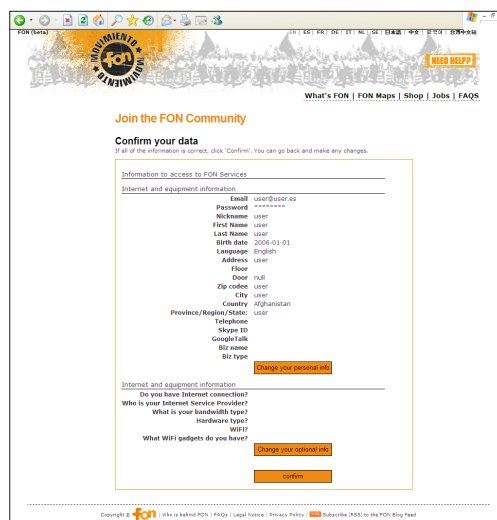 FON (beta)
EN | ES | FR | DE | IT | NL | SE | 日本語 | 中文 | 한국어 | 台灣中文站
MOVIMIENTO
fon
MOVIMIENTO
NEED HELP?
What's FON | FON Maps | Shop | Jobs | FAQS
Join the FON Community
Confirm your data
If all of the information is correct, click 'Confirm'. You can go back and make any changes.
Information to access to FON Services
Internet and equipment information
Email user@user.es
Password ********
Nickname user
First Name user
Last Name user
Birth date 2006-01-01
Language English
Address user
Floor
Door null
Zip codee user
City user
Country Afghanistan
Province/Region/State: user
Telephone
Skype ID
GoogleTalk
Biz name
Biz type
Change your personal info
Internet and equipment information
Do you have Internet connection?
Who is your Internet Service Provider?
What is your bandwidth type?
Hardware type?
WiFi?
What WiFi gadgets do you have?
Change your optional info
confirm
Copyright © fon | Who is behind FON | FAQs | Legal Notice | Privacy Policy | Subscribe (RSS) to the FON Blog Feed